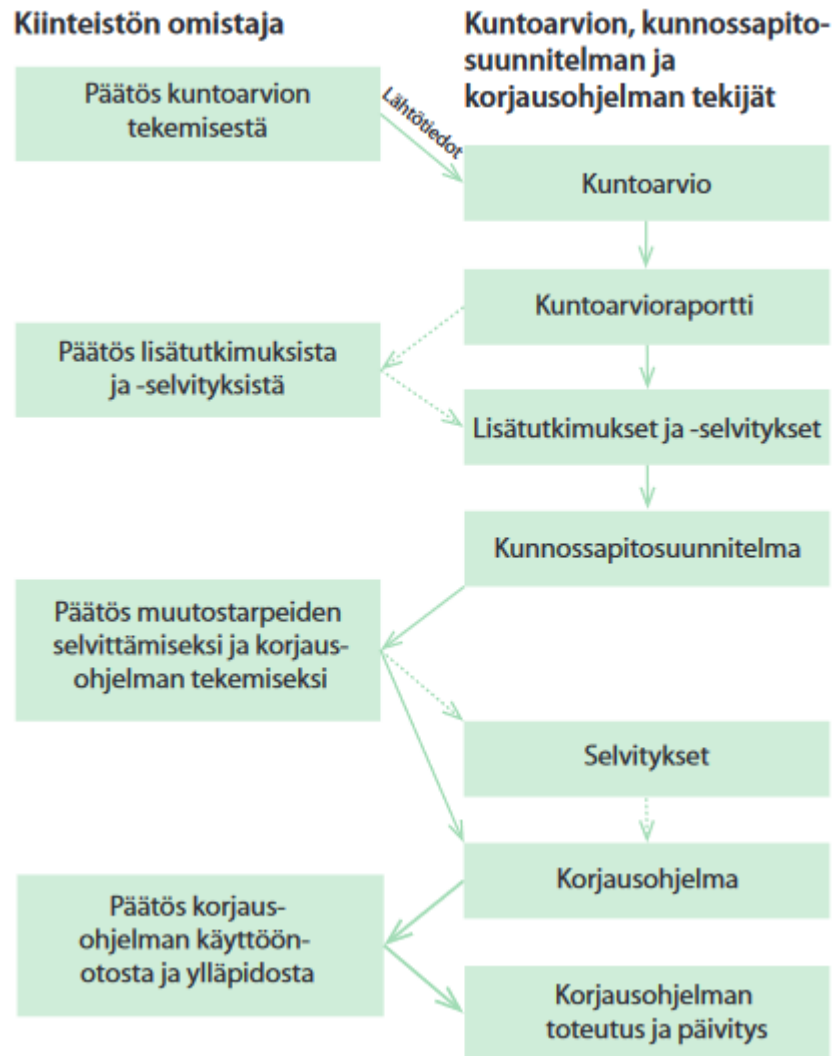 Kiinteistön omistaja
Kuntoarvion, kunnossapito-
suunnitelman ja
korjausohjelman tekijät
Päätös kuntoarvion
tekemisestä
Lähtötiedot
Kuntoarvio
Kuntoarvioraportti
Päätös lisätutkimuksista
ja -selvityksistä
Lisätutkimukset ja -selvitykset
Kunnossapitosuunnitelma
Päätös muutostarpeiden
selvittämiseksi ja korjaus-
ohjelman tekemiseksi
Selvitykset
Korjausohjelma
Päätös korjaus-
ohjelman käyttöön-
otosta ja ylläpidosta
Korjausohjelman
toteutus ja päivitys